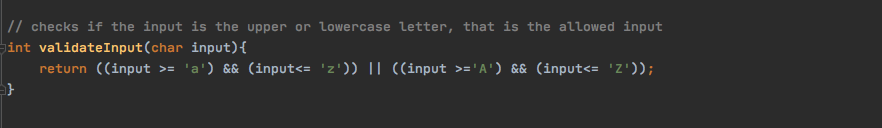 // checks if the input is the upper or lowercase letter, that is the allowed input
int validateInput(char input){
    return ((input >= 'a') && (input<= 'z')) || ((input >='A') && (input<= 'Z'));
}